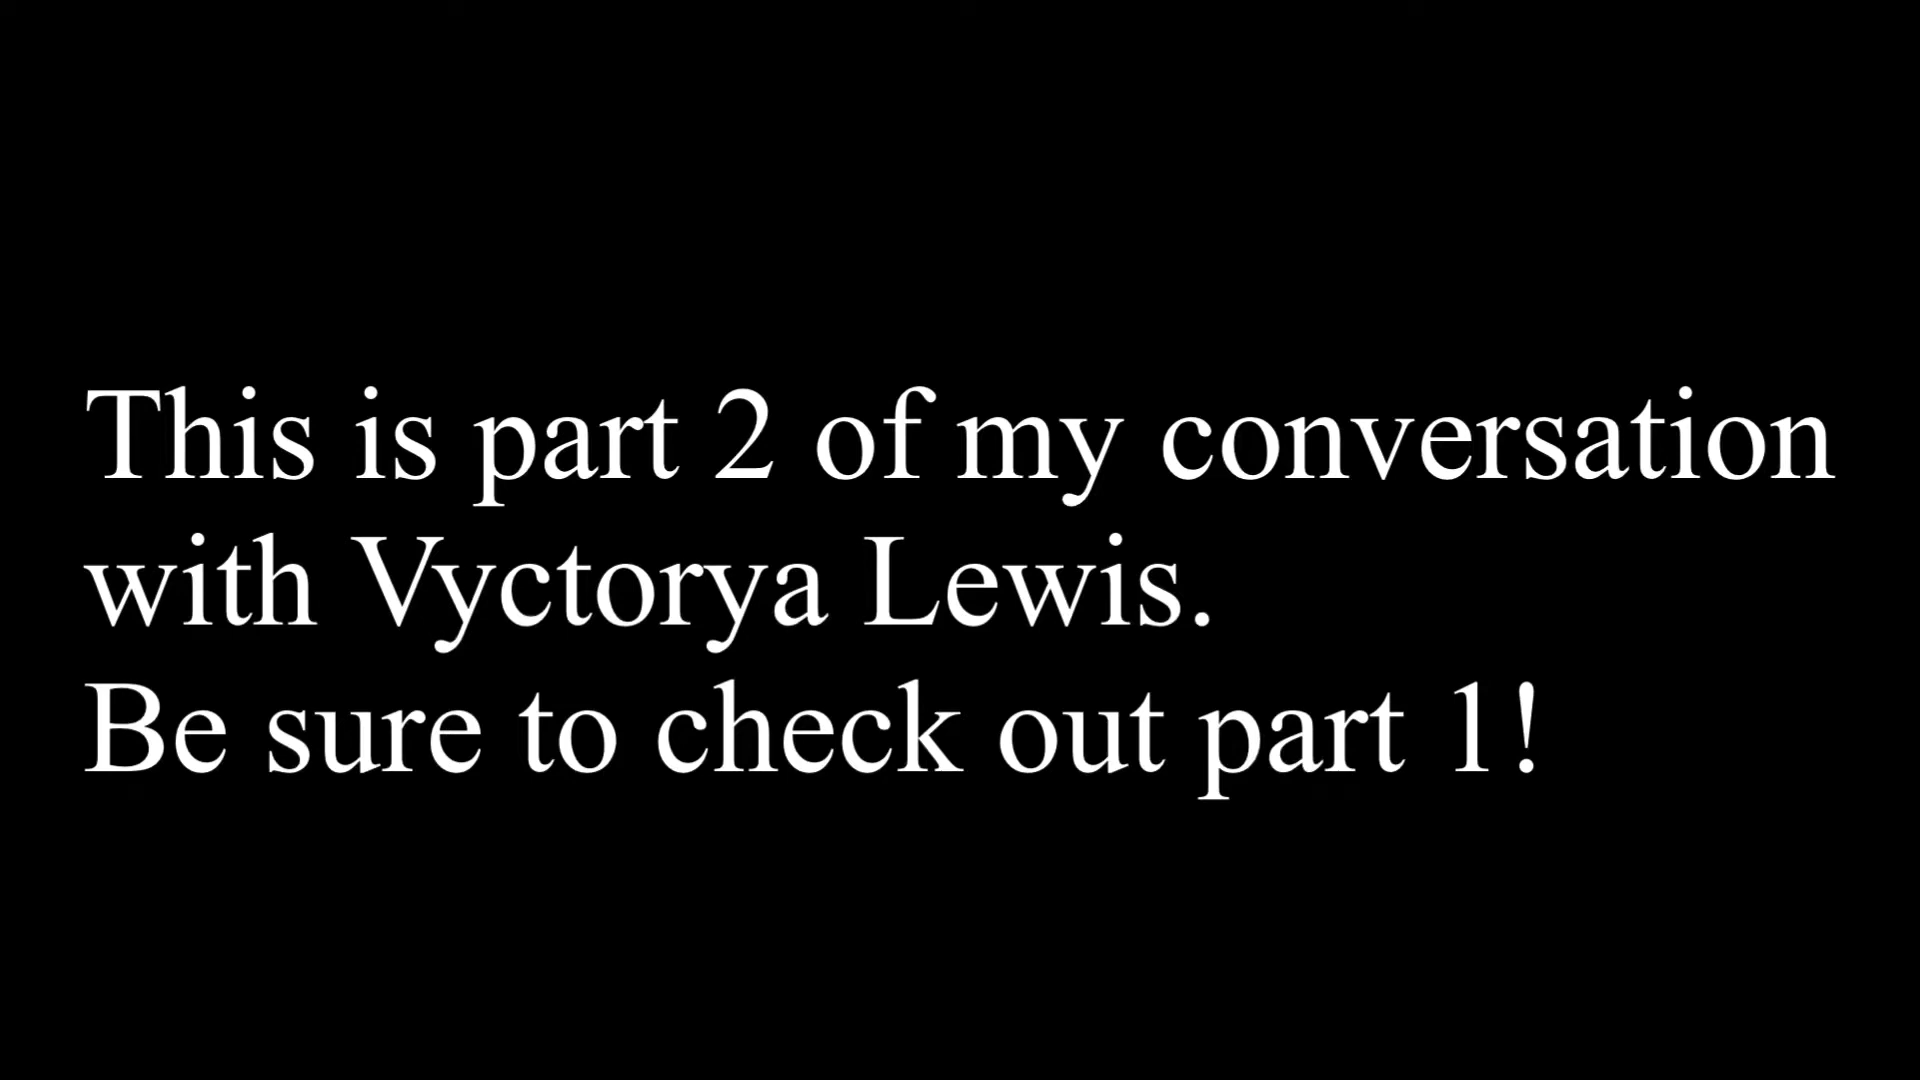 This is part 2 of my conversation
with Vyctorya Lewis.
Be sure to check out part 1!